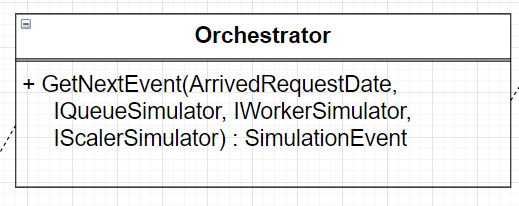 Orchestrator
+ GetNextEvent(ArrivedRequestDate,
IQueueSimulator, IWorkerSimulator,
IScalerSimulator) : SimulationEvent